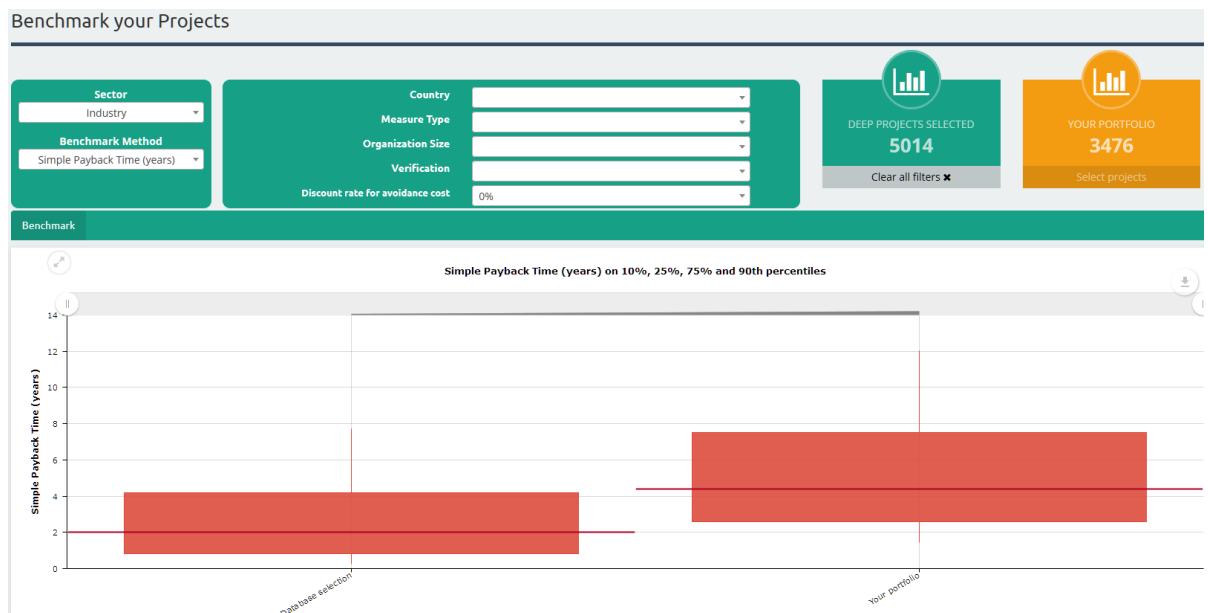 Benchmark your Projects
Sector
Industry
Benchmark Method
Simple Payback Time (years)
Country
Measure Type
Organization Size
Verification
Discount rate for avoidance cost
0%
DEEP PROJECTS SELECTED
5014
Clear all filters ✖
YOUR PORTFOLIO
3476
Select projects
Benchmark
Simple Payback Time (years) on 10%, 25%, 75% and 90th percentiles
Simple Payback Time (years)
14
12
10
8
6
4
2
0
Database selection
Your portfolio